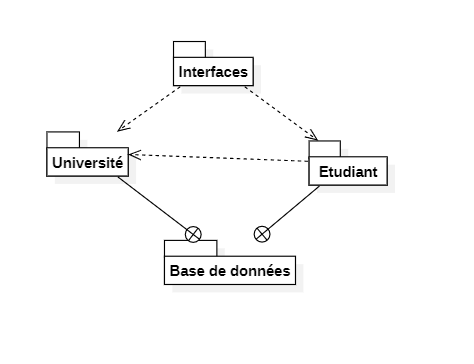 Interfaces
Université
Etudiant
Base de données